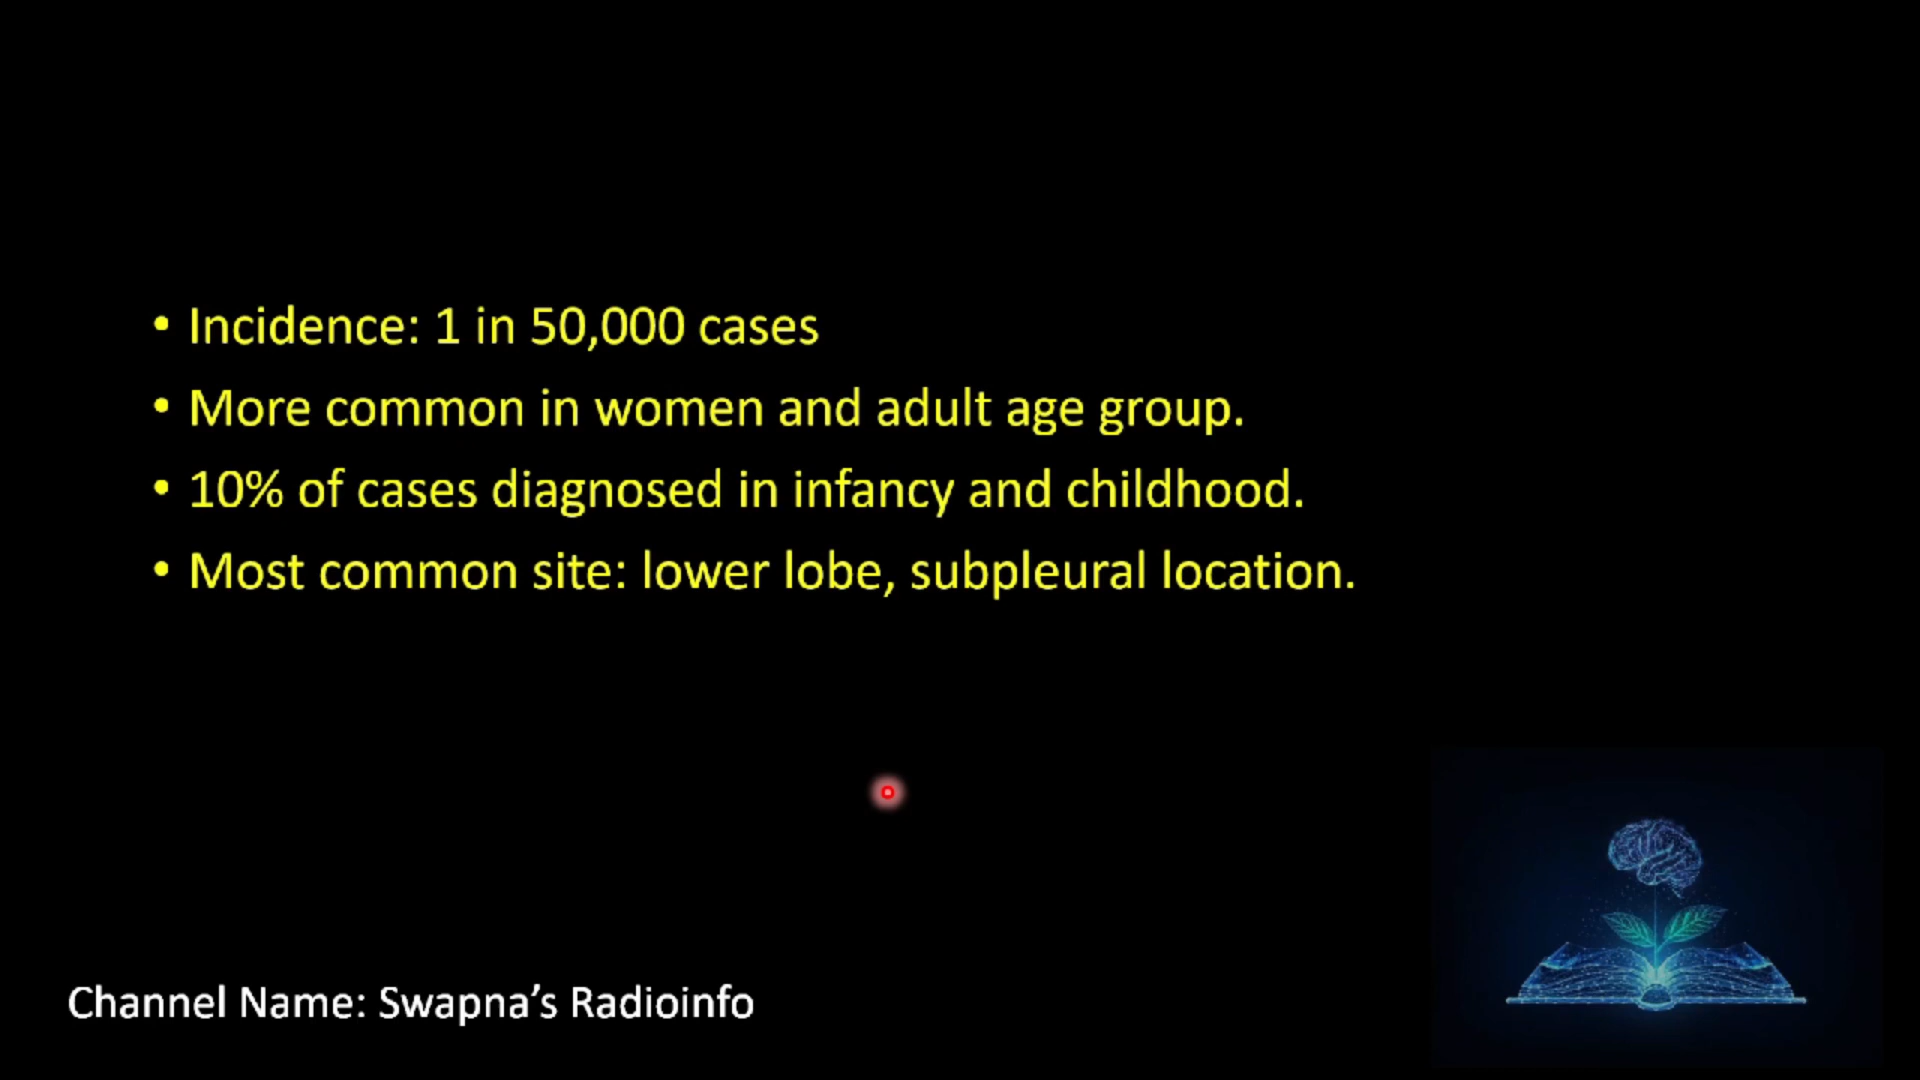 • Incidence: 1 in 50,000 cases
• More common in women and adult age group.
• 10% of cases diagnosed in infancy and childhood.
• Most common site: lower lobe, subpleural location.
Channel Name: Swapna’s Radioinfo